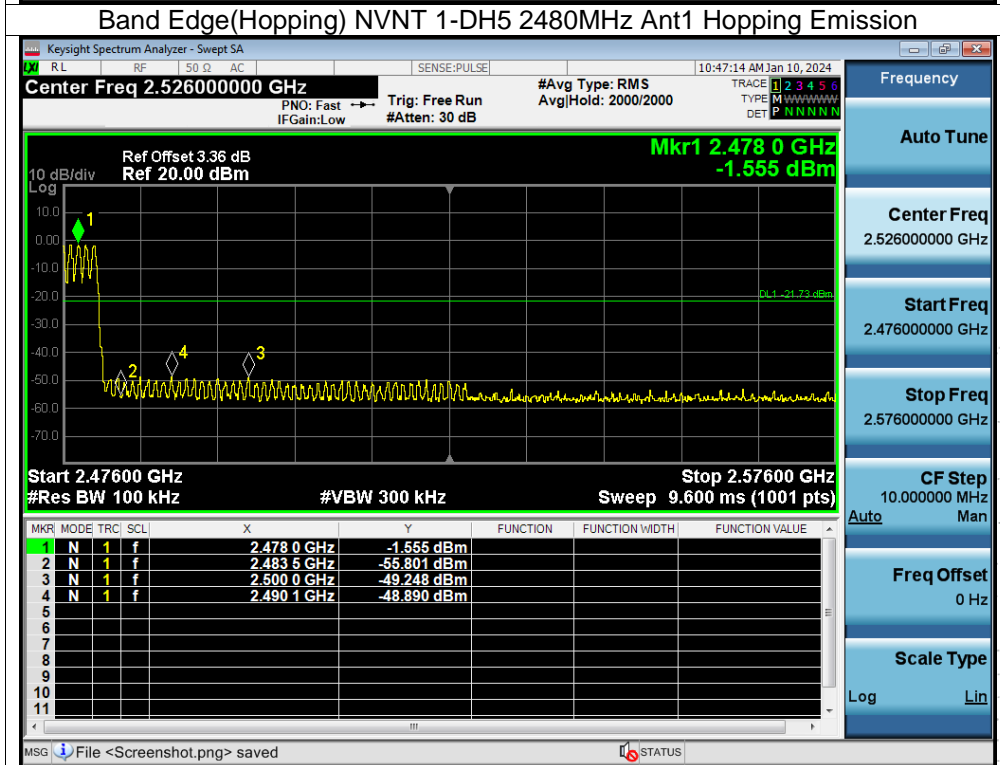 Band Edge(Hopping) NVNT 1-DH5 2480MHz Ant1 Hopping Emission
Keysight Spectrum Analyzer - Swept SA
LXI RL RF 50 Ω AC SENSE:PULSE 10:47:14 AM Jan 10, 2024
Center Freq 2.526000000 GHz #Avg Type: RMS TRACE 1 2 3 4 5 6
PNO: Fast Trig: Free Run Avg|Hold: 2000/2000 TYPE M WWWWW
IFGain:Low #Atten: 30 dB DET P N N N N N
Mkr1 2.478 0 GHz
Ref Offset 3.36 dB
10 dB/div Ref 20.00 dBm -1.555 dBm
Log
10.0
1
0.00
-10.0
-20.0
DL1 -21.73 dBm
-30.0
-40.0
4 3
2
-50.0
-60.0
-70.0
Start 2.47600 GHz Stop 2.57600 GHz
#Res BW 100 kHz #VBW 300 kHz Sweep 9.600 ms (1001 pts)
MKR MODE TRC SCL X Y FUNCTION FUNCTION WIDTH FUNCTION VALUE
1 N 1 f 2.478 0 GHz -1.555 dBm
2 N 1 f 2.483 5 GHz -55.801 dBm
3 N 1 f 2.500 0 GHz -49.248 dBm
4 N 1 f 2.490 1 GHz -48.890 dBm
5
6
7
8
9
10
11
MSG File <Screenshot.png> saved STATUS
Frequency
Auto Tune
Center Freq
2.526000000 GHz
Start Freq
2.476000000 GHz
Stop Freq
2.576000000 GHz
CF Step
10.000000 MHz
Auto Man
Freq Offset
0 Hz
Scale Type
Log Lin